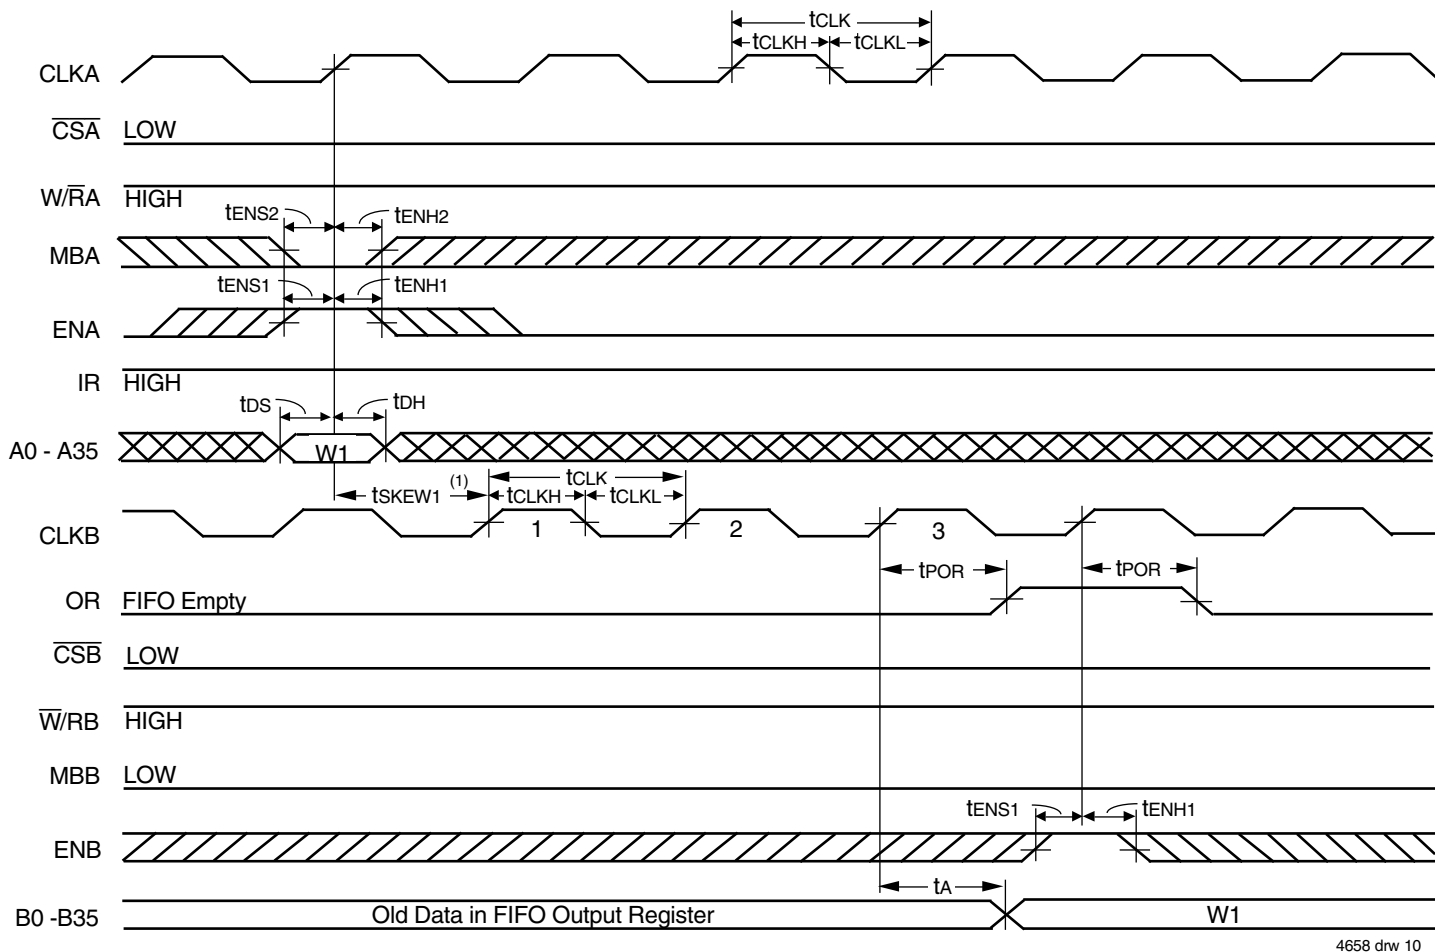 tCLK
tCLKH tCLKL
CLKA
CSA LOW
W/RA HIGH
tENS2 tENH2
MBA
tENS1 tENH1
ENA
IR HIGH
tDS tDH
A0 - A35 W1
tSKEW1 (1) tCLK
tCLKH tCLKL
CLKB 1 2 3
tPOR tPOR
OR FIFO Empty
CSB LOW
W/RB HIGH
MBB LOW
tENS1 tENH1
ENB
tA
B0 -B35 Old Data in FIFO Output Register W1
4658 drw 10